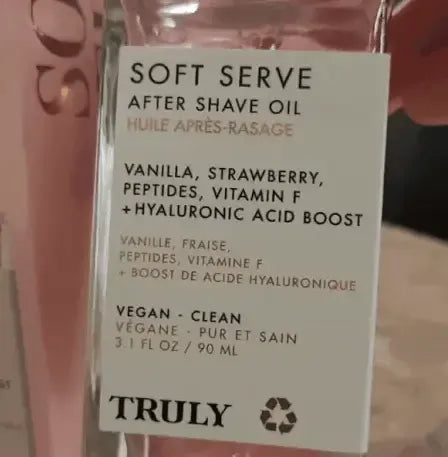 SOFT SERVE
AFTER SHAVE OIL
HUILE APRÈS-RASAGE
VANILLA, STRAWBERRY,
PEPTIDES, VITAMIN F
+HYALURONIC ACID BOOST
VANILLE, FRAISE,
PEPTIDES, VITAMINE F
+ BOOST DE ACIDE HYALURONIQUE
VEGAN - CLEAN
VÉGANE - PUR ET SAIN
3.1 FL OZ / 90 ML
TRULY